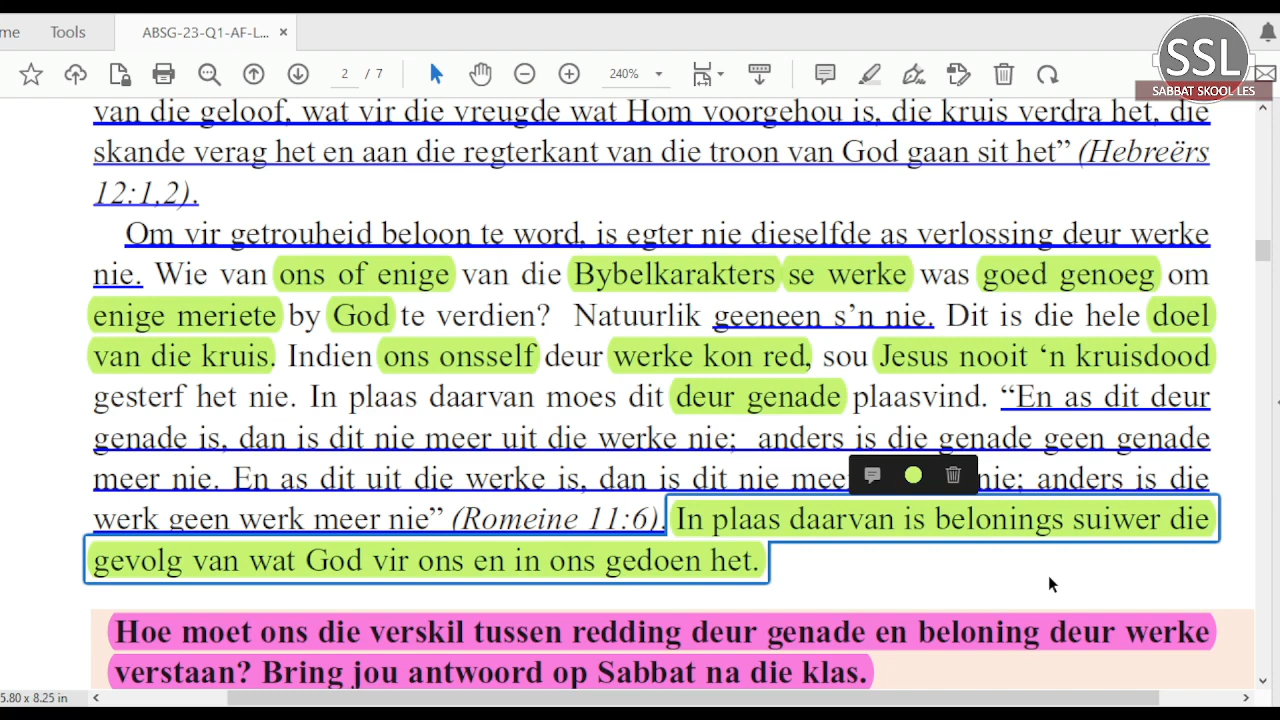 me
Tools
ABSG-23-Q1-AF-L... ×
SSL
SABBAT SKOOL LES
2 / 7
240%
van die geloof, wat vir die vreugde wat Hom voorgehou is, die kruis verdra het, die
skande verag het en aan die regterkant van die troon van God gaan sit het” (Hebreërs
12:1,2).
Om vir getrouheid beloon te word, is egter nie dieselfde as verlossing deur werke
nie. Wie van ons of enige van die Bybelkarakters se werke was goed genoeg om
enige meriete by God te verdien? Natuurlik geeneen s’n nie. Dit is die hele doel
van die kruis. Indien ons onsself deur werke kon red, sou Jesus nooit ‘n kruisdood
gesterf het nie. In plaas daarvan moes dit deur genade plaasvind. “En as dit deur
genade is, dan is dit nie meer uit die werke nie; anders is die genade geen genade
meer nie. En as dit uit die werke is, dan is dit nie mee nie; anders is die
werk geen werk meer nie” (Romeine 11:6). In plaas daarvan is belonings suiwer die
gevolg van wat God vir ons en in ons gedoen het.
Hoe moet ons die verskil tussen redding deur genade en beloning deur werke
verstaan? Bring jou antwoord op Sabbat na die klas.
5.80 x 8.25 in